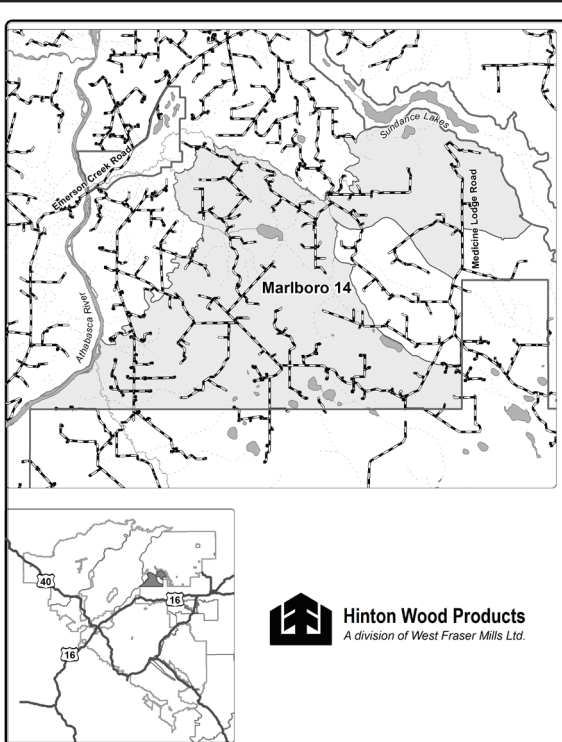 Sundance Lakes
Emerson Creek Road
Medicine Lodge Road
Marlboro 14
Athabasca River
40
16
16
Hinton Wood Products
A division of West Fraser Mills Ltd.